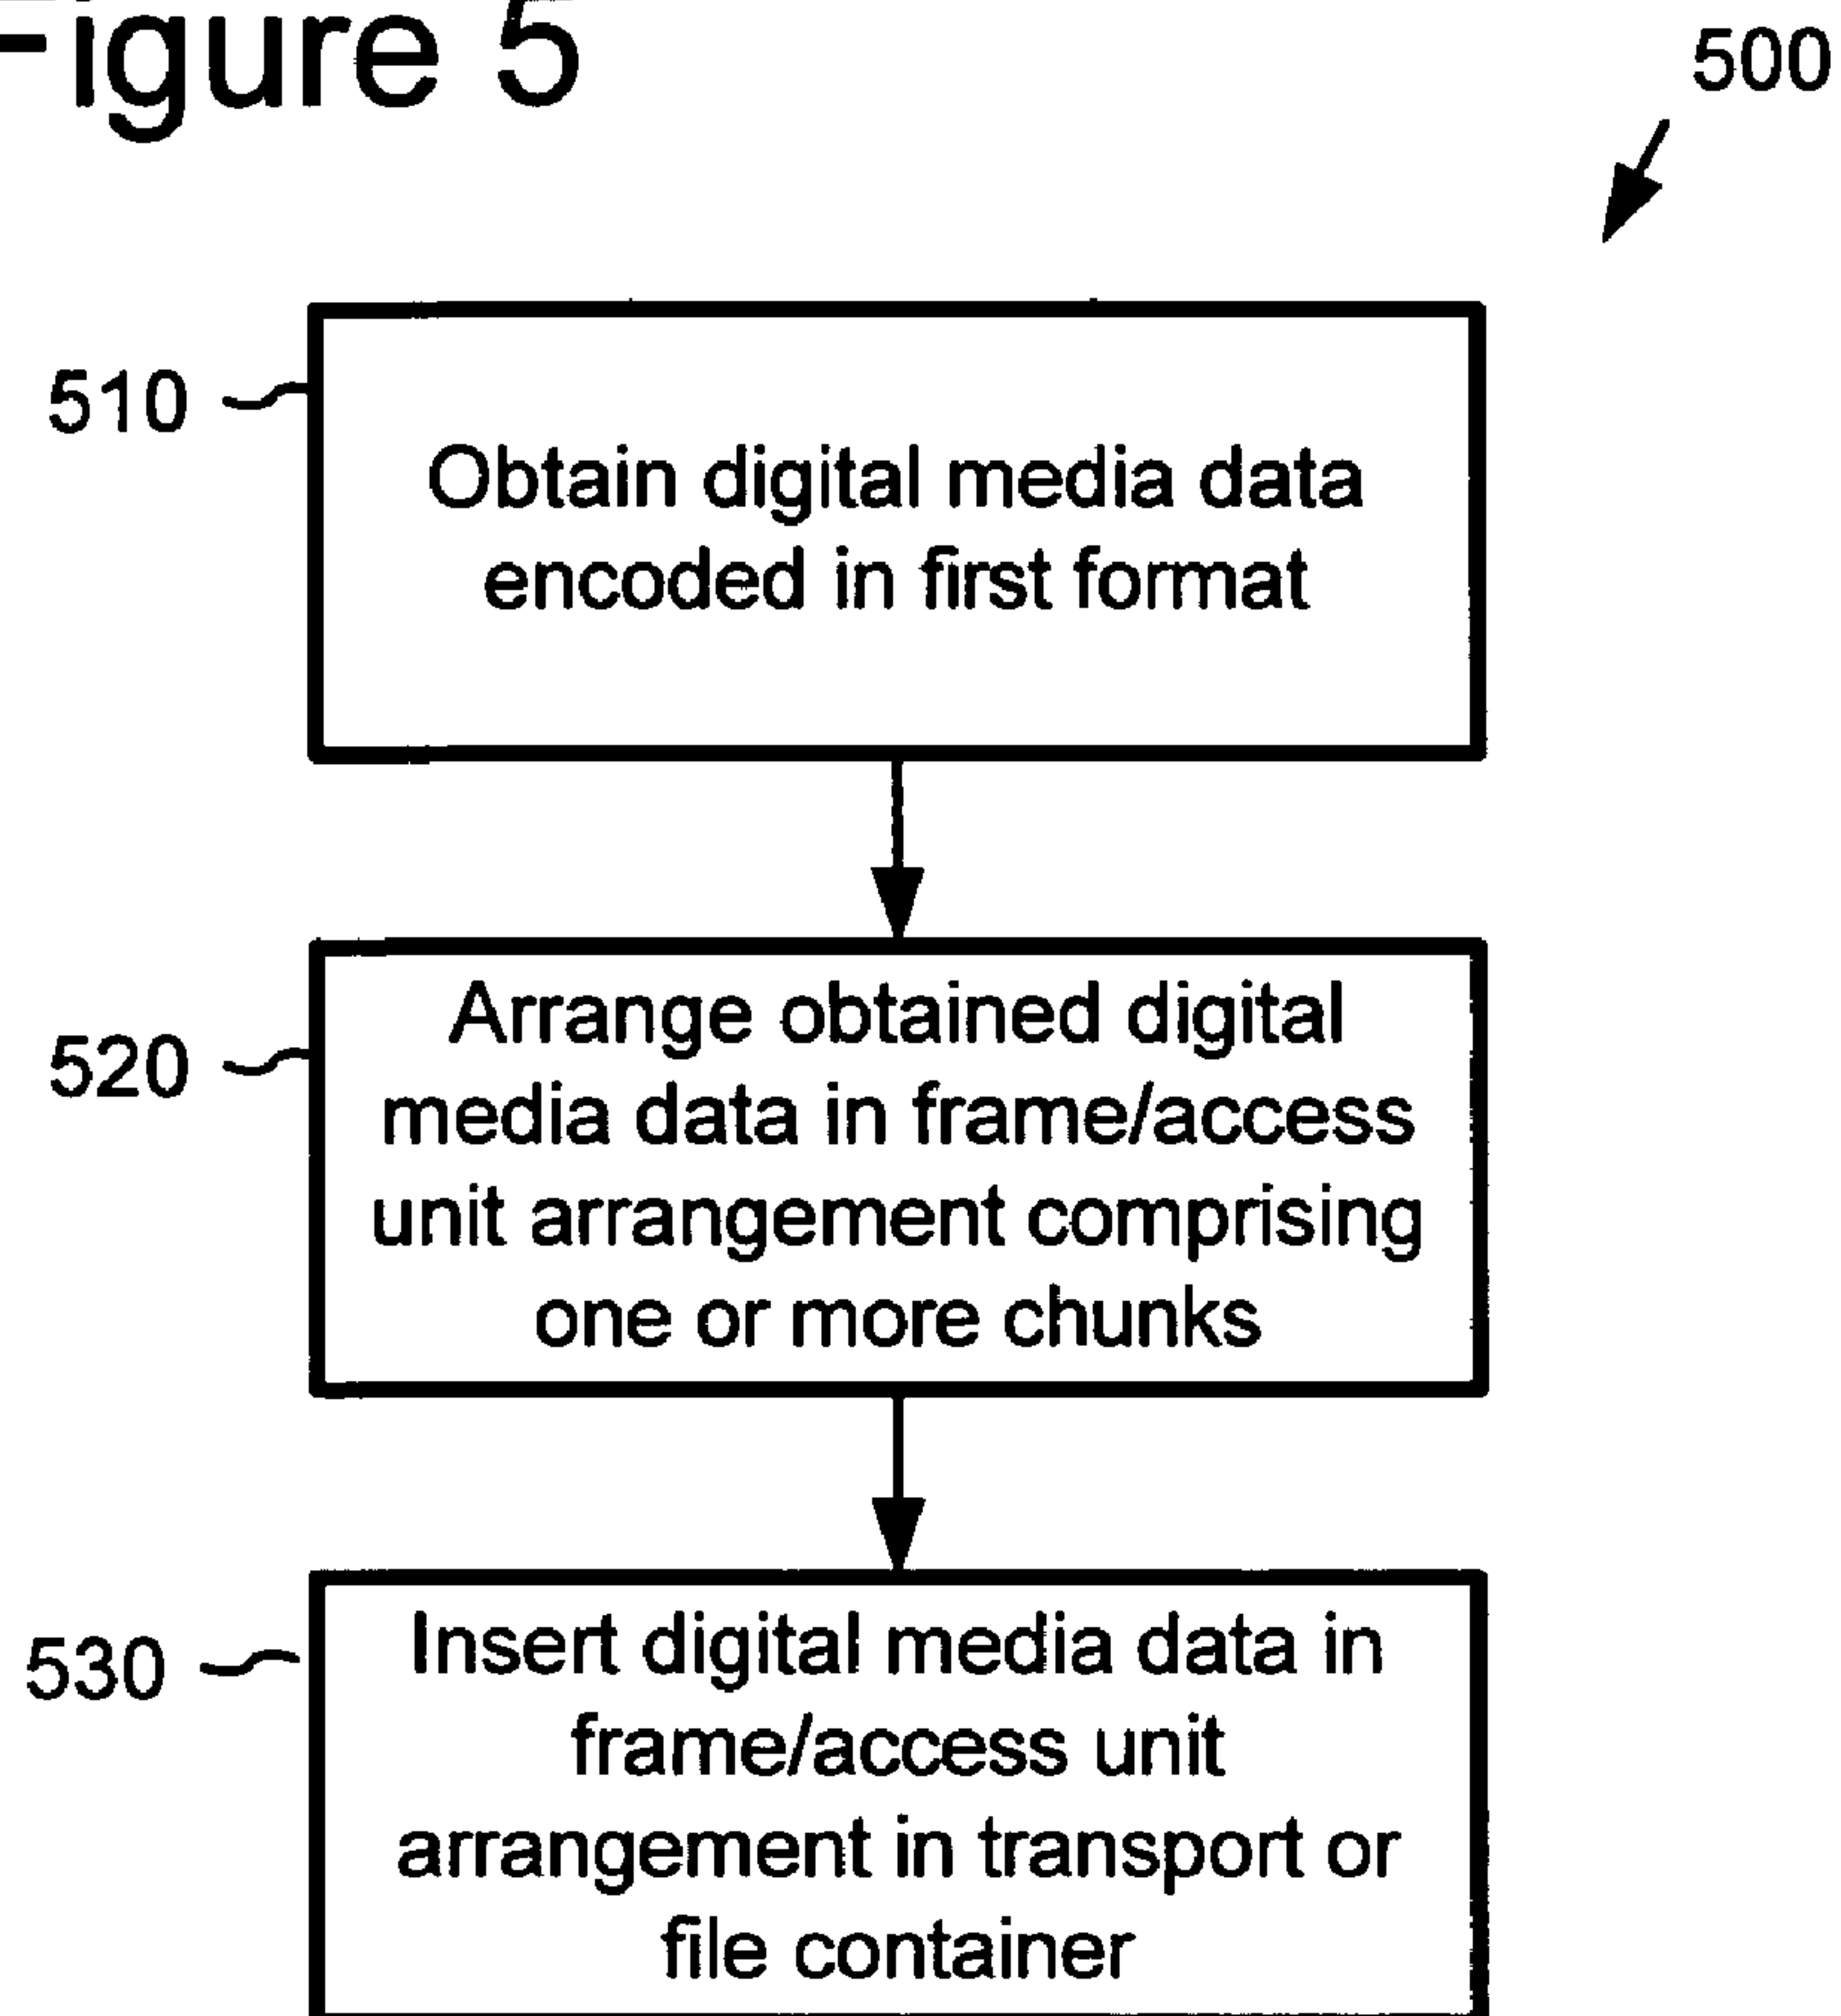 Figure 5
500
510
Obtain digital media data
encoded in first format
520
Arrange obtained digital
media data in frame/access
unit arrangement comprising
one or more chunks
530
Insert digital media data in
frame/access unit
arrangement in transport or
file container